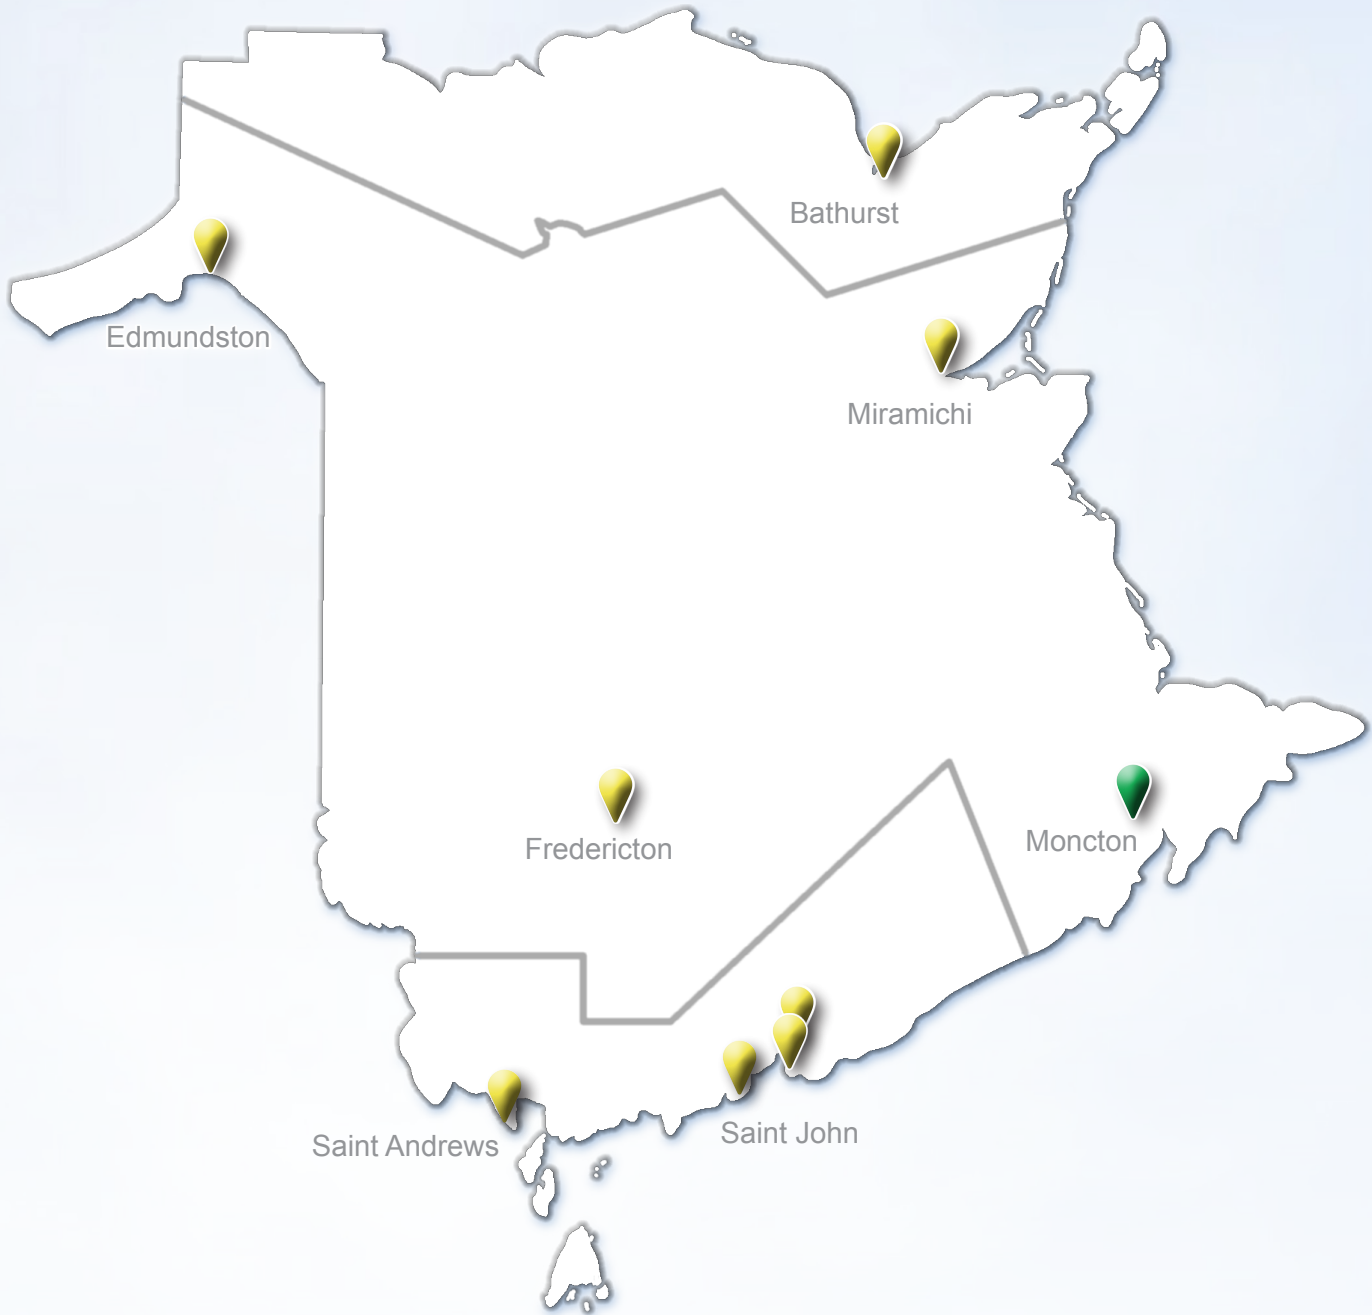 Bathurst
Edmundston
Miramichi
Fredericton
Moncton
Saint John
Saint Andrews